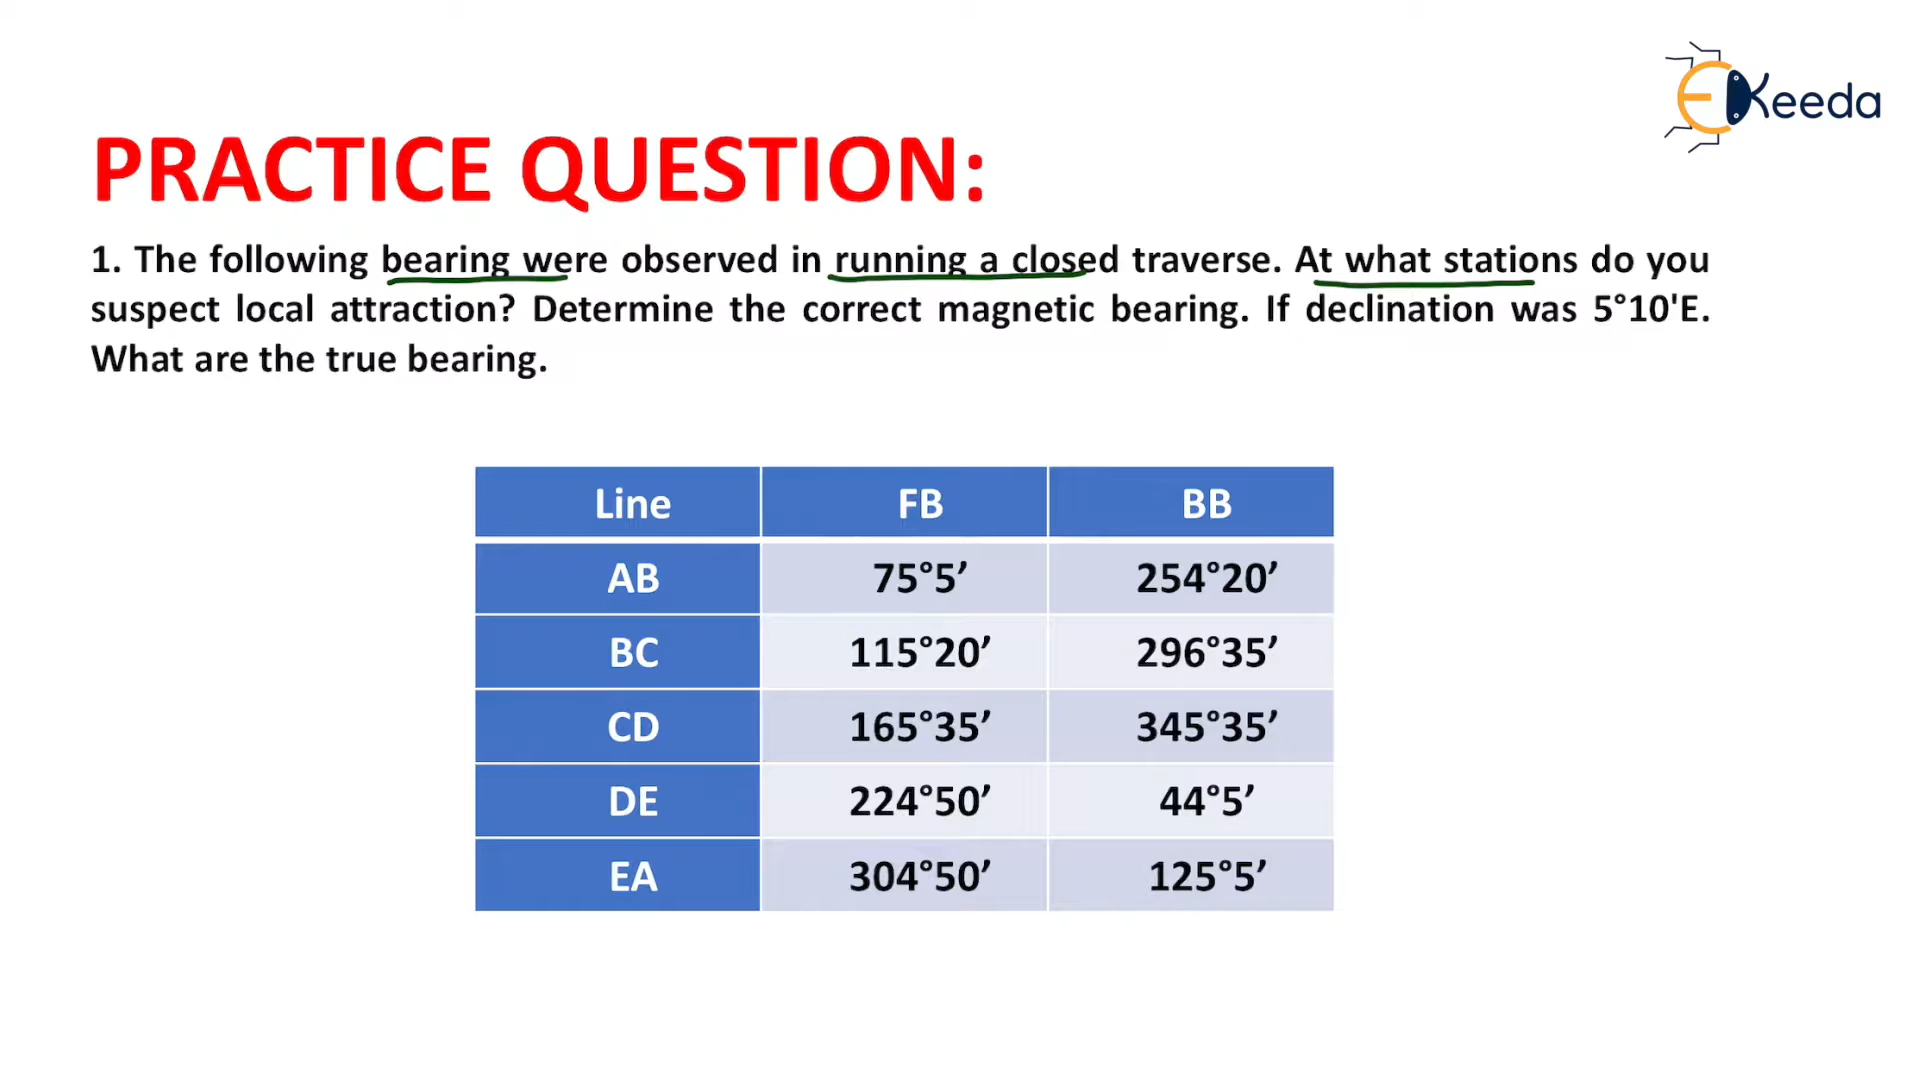 EKeeda
PRACTICE QUESTION:
1. The following bearing were observed in running a closed traverse. At what stations do you
suspect local attraction? Determine the correct magnetic bearing. If declination was 5°10'E.
What are the true bearing.
Line FB BB
AB 75°5’ 254°20’
BC 115°20’ 296°35’
CD 165°35’ 345°35’
DE 224°50’ 44°5’
EA 304°50’ 125°5’